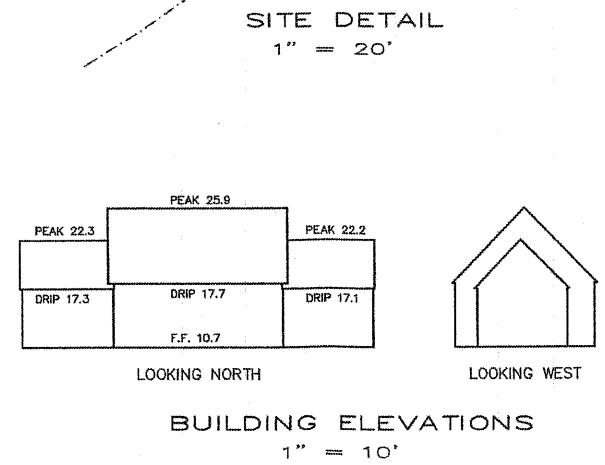 SITE DETAIL
1" = 20'
PEAK 25.9
PEAK 22.3
PEAK 22.2
DRIP 17.3
DRIP 17.7
DRIP 17.1
F.F. 10.7
LOOKING NORTH
LOOKING WEST
BUILDING ELEVATIONS
1" = 10'